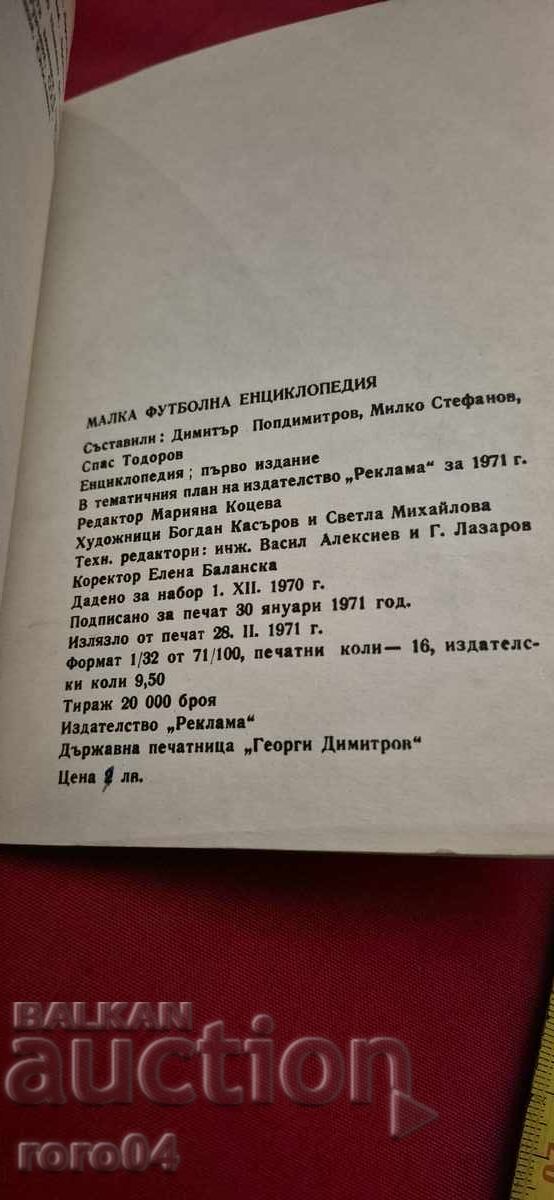 МАЛКА ФУТБОЛНА ЕНЦИКЛОПЕДИЯ
Съставили: Димитър Попдимитров, Милко Стефанов,
Спас Тодоров
Енциклопедия; първо издание
В тематичния план на издателство „Реклама“ за 1971 г.
Редактор Марияна Коцева
Художници Богдан Касъров и Светла Михайлова
Техн. редактори: инж. Васил Алексиев и Г. Лазаров
Коректор Елена Баланска
Дадено за набор 1. XII. 1970 г.
Подписано за печат 30 януари 1971 год.
Излязло от печат 28. II. 1971 г.
Формат 1/32 от 71/100, печатни коли— 16, издателс-
ки коли 9,50
Тираж 20 000 броя
Издателство „Реклама“
Държавна печатница „Георги Димитров“
Цена лв.
BALKAN
auction
roro04